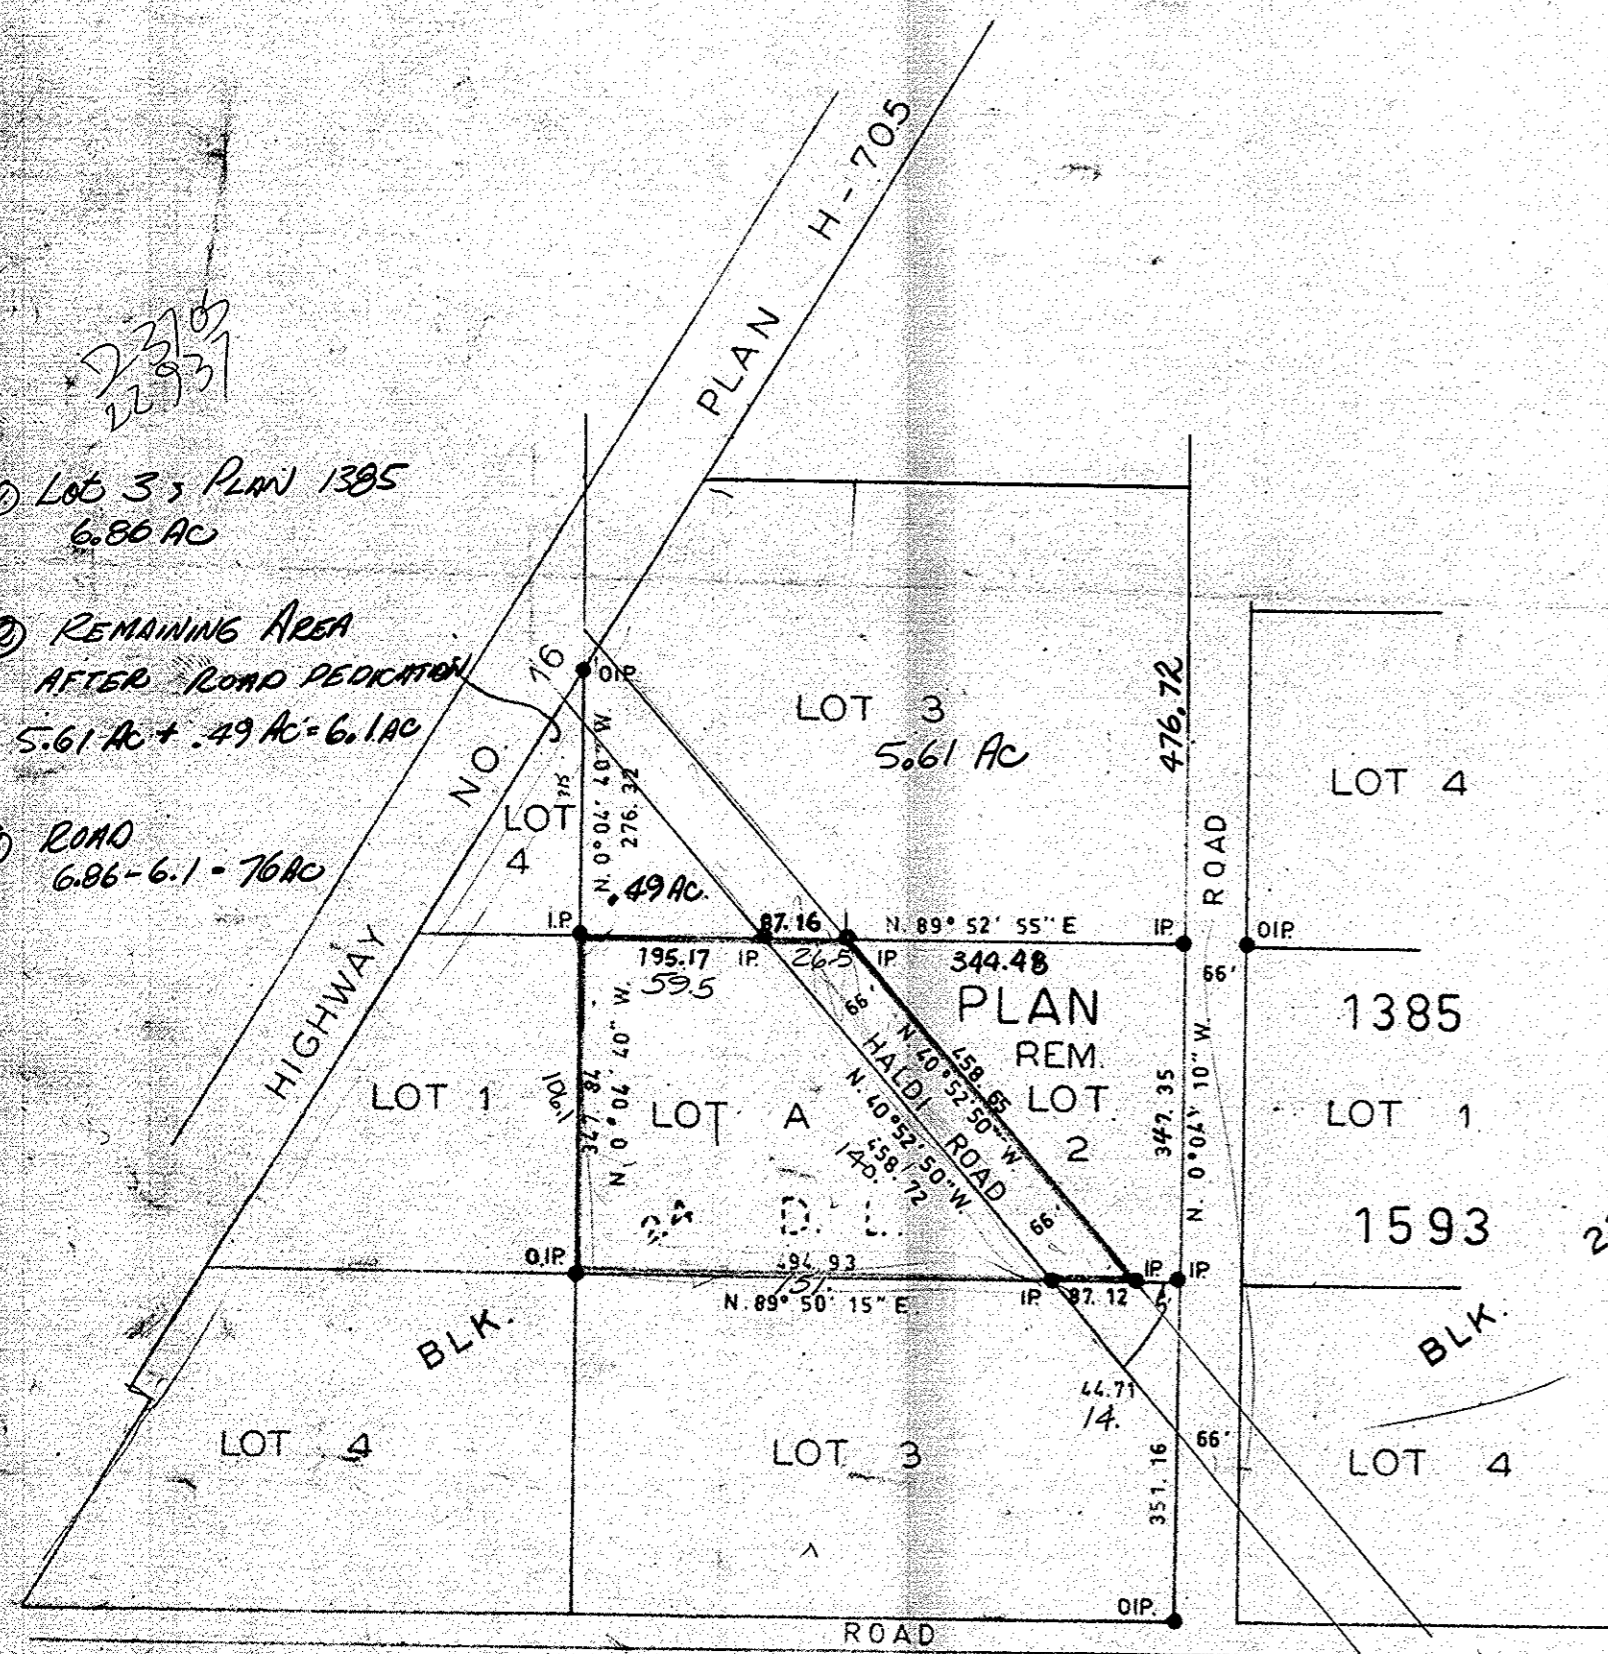 PLAN H-705
D 3105
22937
① Lot 3, PLAN 1385
6.86 AC
② REMAINING AREA
AFTER ROAD DEDICATION
5.61 AC + .49 AC = 6.1 AC
③ ROAD
6.86-6.1 = 76 AC
HIGHWAY NO. 16
OIP.
LOT 3
5.61 AC
476.72
LOT 4
LOT
4
N. 0° 04' 40" W.
276.32
.49 AC.
ROAD
I.P.
87.16
N. 89° 52' 55" E
IP.
OIP.
195.17
IP.
26.5
IP.
344.48
66'
59.5
PLAN
1385
REM.
LOT
2
66'
HALDI ROAD
N. 40° 52' 50" W.
458.65
N. 40° 52' 50" W.
458.72
140.
66'
LOT 1
106.1
347.84
N. 0° 04' 40" W.
LOT A
347.35
N. 0° 04' 10" W.
LOT 1
D. L.
1593
O.IP.
494.93
151.
N. 89° 50' 15" E.
IP.
87.12
IP.
IP.
BLK.
BLK.
44.71
14.
LOT 4
LOT 3
351.16
66'
LOT 4
OIP.
ROAD